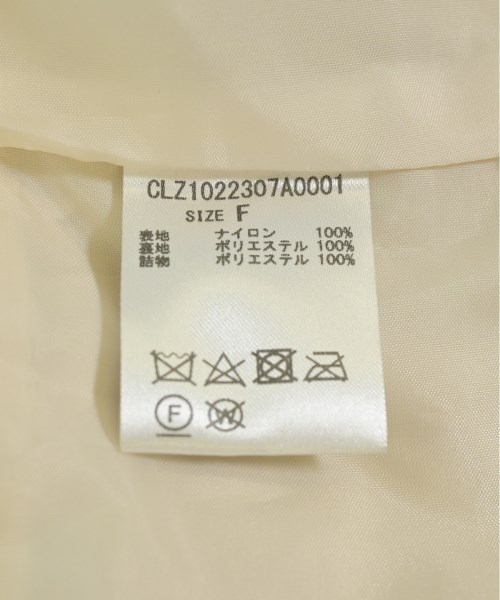 CLZ1022307A0001
SIZE F
表地 ナイロン 100%
裏地 ポリエステル 100%
詰物 ポリエステル 100%
F W